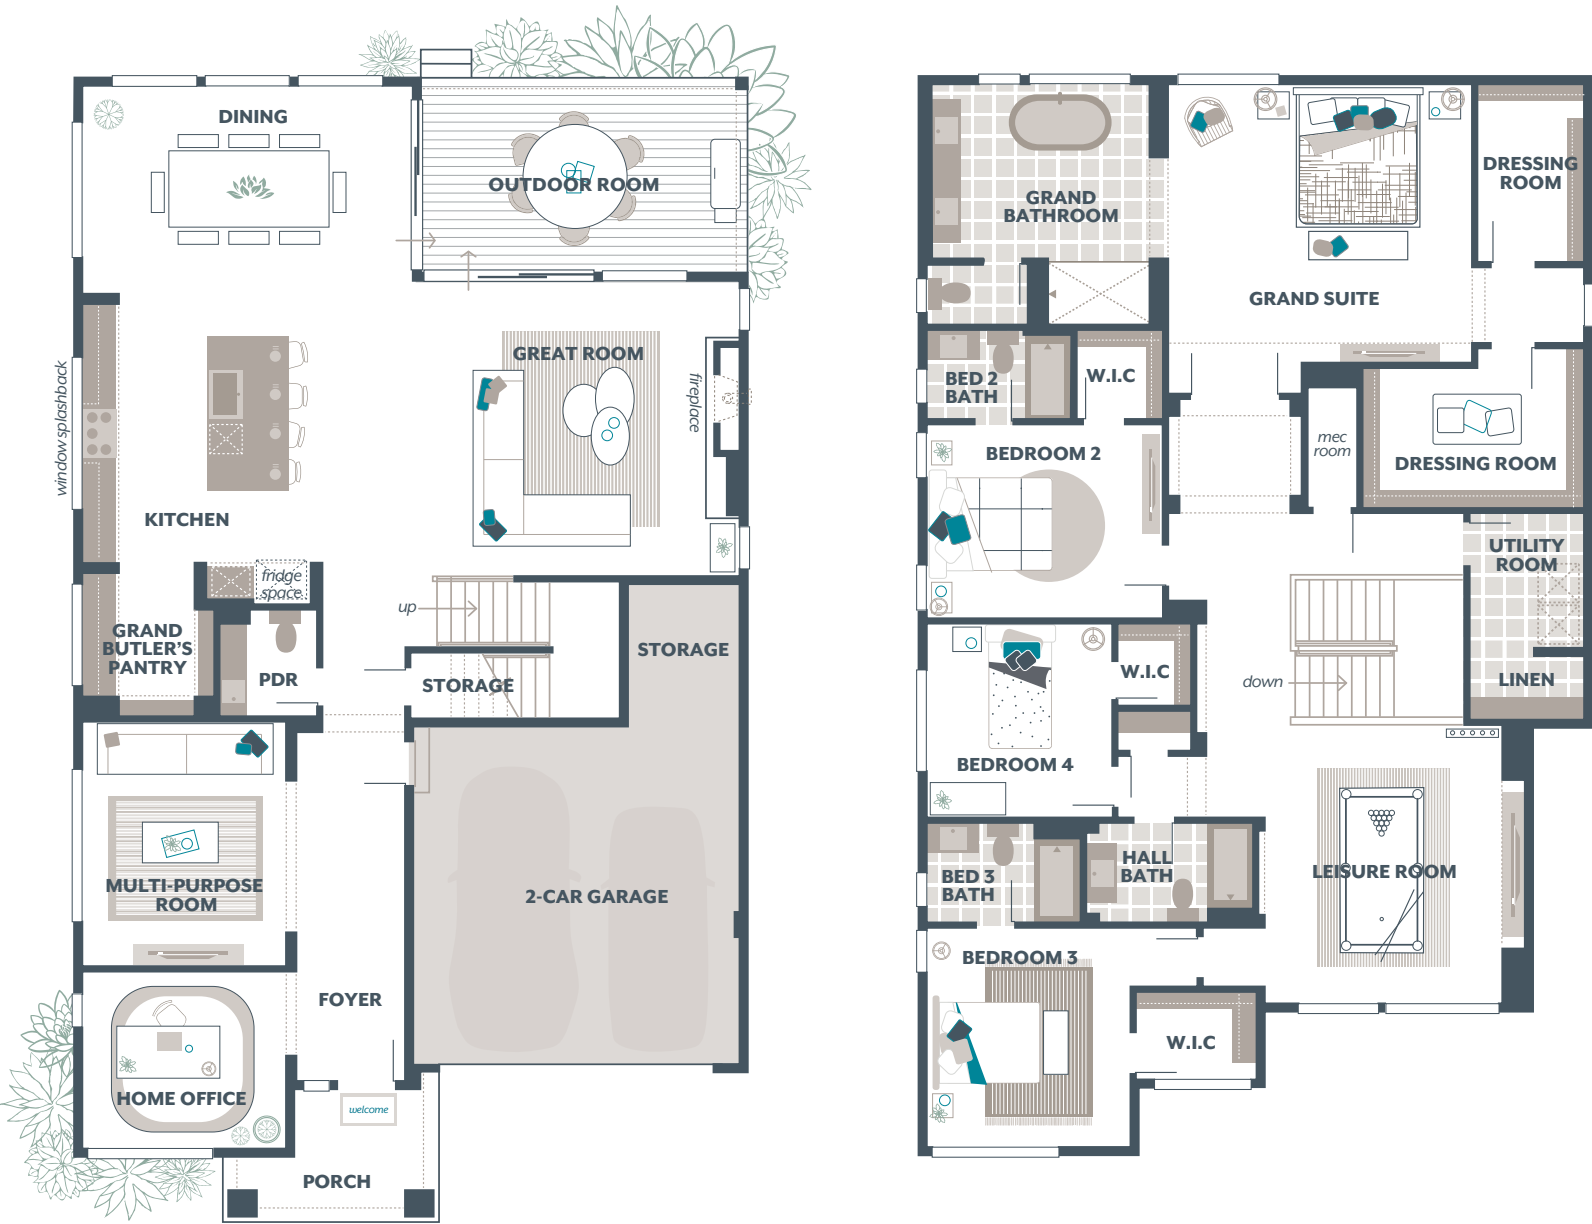 DINING
OUTDOOR ROOM
GREAT ROOM
window splashback
fireplace
KITCHEN
fridge
space
up
GRAND
BUTLER'S
PANTRY
PDR
STORAGE
STORAGE
MULTI-PURPOSE
ROOM
2-CAR GARAGE
FOYER
HOME OFFICE
welcome
PORCH
GRAND
BATHROOM
DRESSING
ROOM
GRAND SUITE
BED 2
BATH
W.I.C
BEDROOM 2
mec
room
DRESSING ROOM
UTILITY
ROOM
W.I.C
down
LINEN
BEDROOM 4
BED 3
BATH
HALL
BATH
LEISURE ROOM
BEDROOM 3
W.I.C